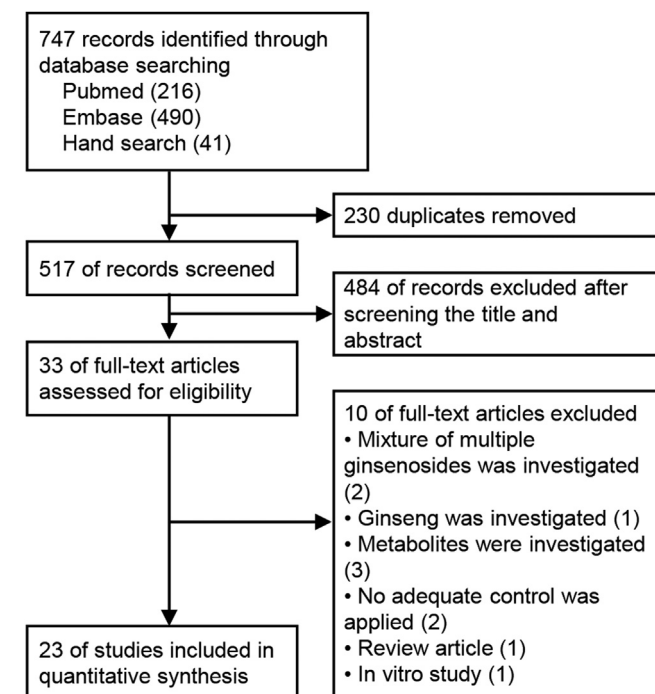 747 records identified through
database searching
Pubmed (216)
Embase (490)
Hand search (41)
230 duplicates removed
517 of records screened
484 of records excluded after
screening the title and
abstract
33 of full-text articles
assessed for eligibility
10 of full-text articles excluded
• Mixture of multiple
ginsenosides was investigated
(2)
• Ginseng was investigated (1)
• Metabolites were investigated
(3)
• No adequate control was
applied (2)
• Review article (1)
• In vitro study (1)
23 of studies included in
quantitative synthesis